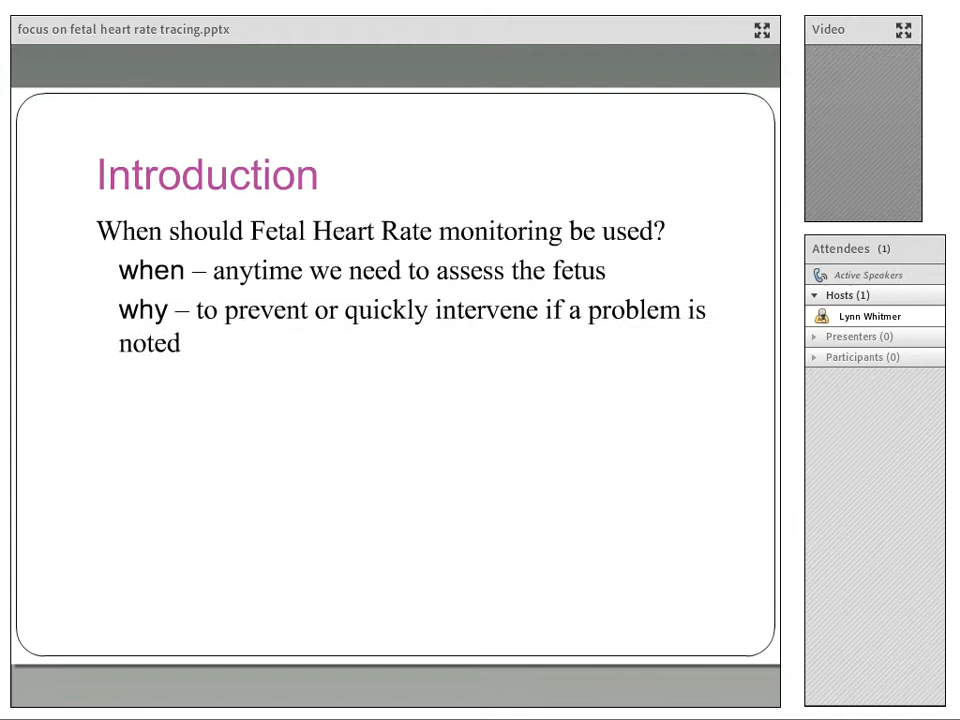 focus on fetal heart rate tracing.pptx
Introduction
When should Fetal Heart Rate monitoring be used?
when – anytime we need to assess the fetus
why – to prevent or quickly intervene if a problem is
noted
Video
Attendees (1)
Active Speakers
Hosts (1)
Lynn Whitmer
Presenters (0)
Participants (0)